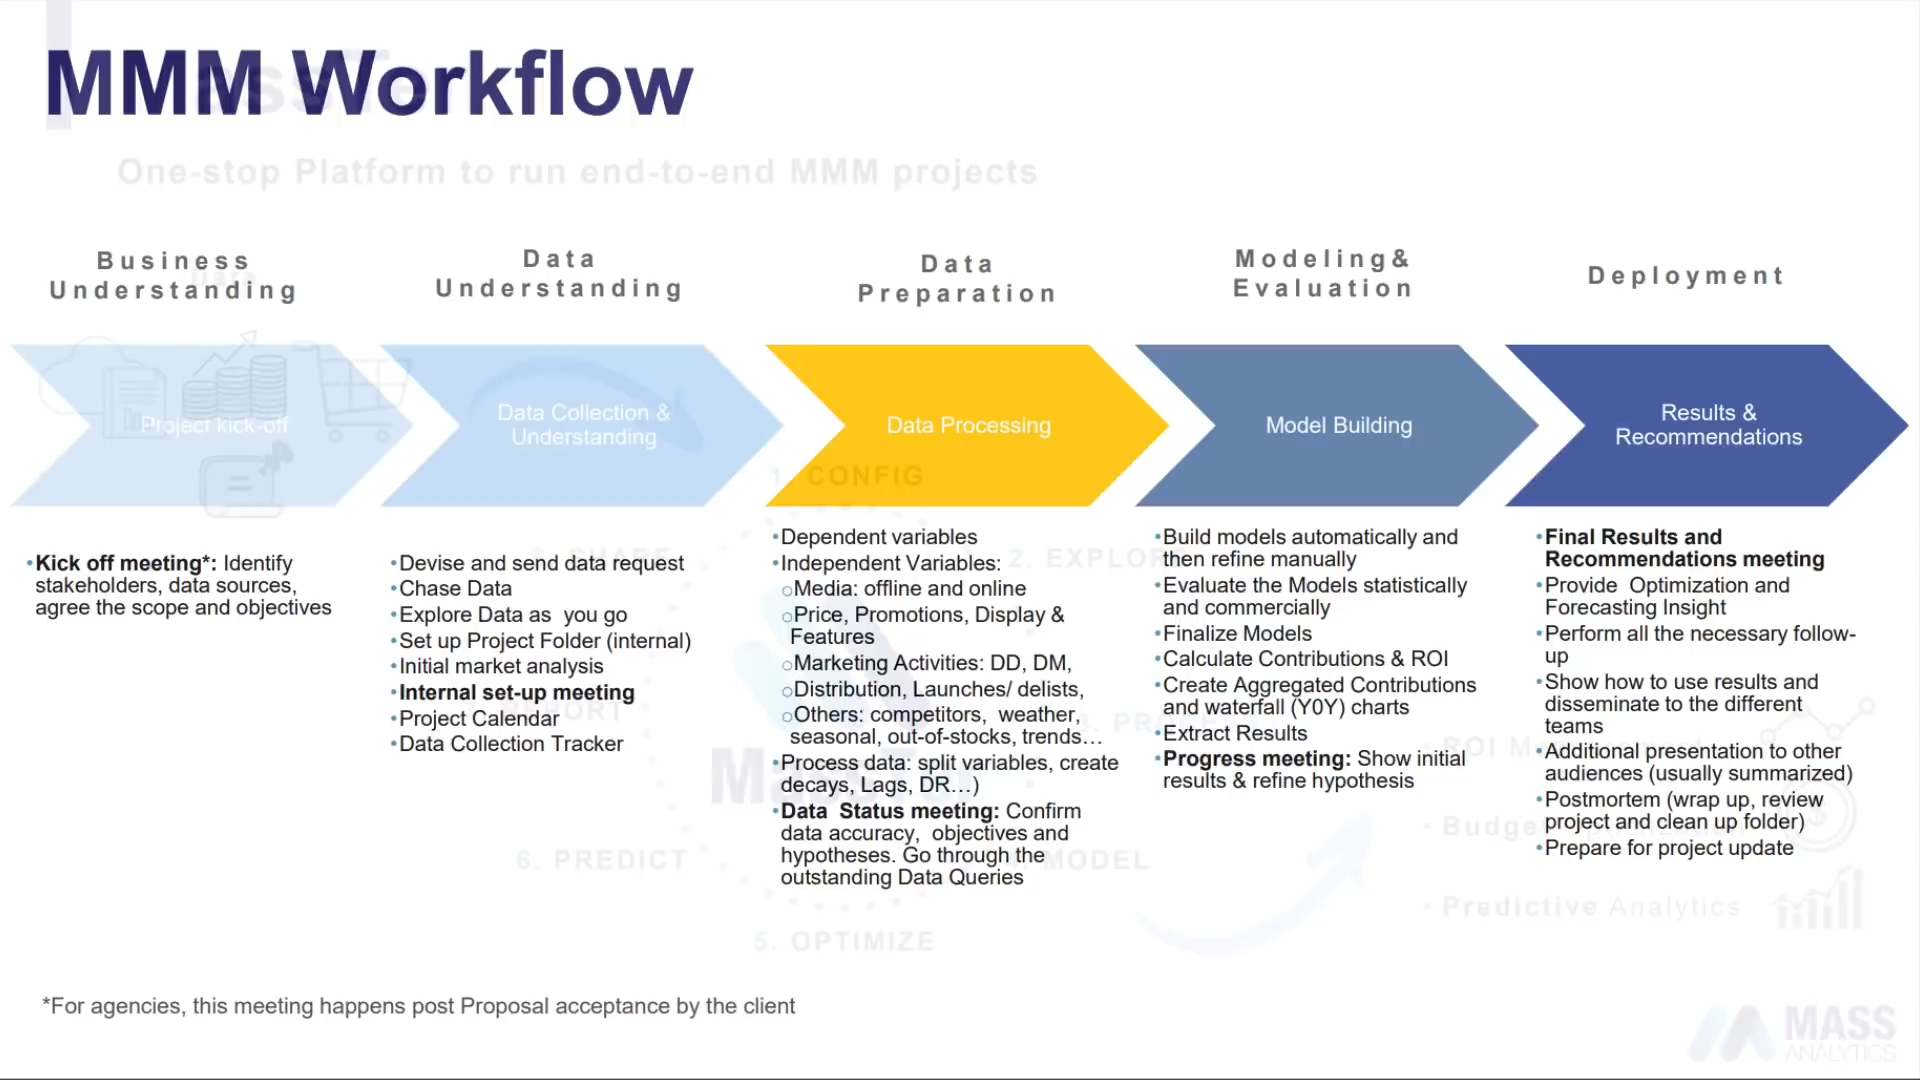 MMM Workflow
One-stop Platform to run end-to-end MMM projects
Business
Understanding
Data
Data
Understanding
Data
Preparation
Modeling&
Evaluation
Deployment
Project kick-off
Data Collection &
Understanding
Data Processing
Model Building
Results &
Recommendations
•Kick off meeting*: Identify
stakeholders, data sources,
agree the scope and objectives
•Devise and send data request
•Chase Data
•Explore Data as  you go
•Set up Project Folder (internal)
•Initial market analysis
•Internal set-up meeting
•Project Calendar
•Data Collection Tracker
•Dependent variables
•Independent Variables:
oMedia: offline and online
oPrice, Promotions, Display &
Features
oMarketing Activities: DD, DM,
oDistribution, Launches/ delists,
oOthers: competitors,  weather,
seasonal, out-of-stocks, trends…
•Process data: split variables, create
decays, Lags, DR…)
•Data  Status meeting: Confirm
data accuracy,  objectives and
hypotheses. Go through the
outstanding Data Queries
•Build models automatically and
then refine manually
•Evaluate the Models statistically
and commercially
•Finalize Models
•Calculate Contributions & ROI
•Create Aggregated Contributions
and waterfall (Y0Y) charts
•Extract Results
•Progress meeting: Show initial
results & refine hypothesis
•Final Results and
Recommendations meeting
•Provide  Optimization and
Forecasting Insight
•Perform all the necessary follow-
up
•Show how to use results and
disseminate to the different
teams
•Additional presentation to other
audiences (usually summarized)
•Postmortem (wrap up, review
project and clean up folder)
•Prepare for project update
1. CONFIG
2. EXPLORE
MODEL
5. OPTIMIZE
6. PREDICT
REPORT
SHARE
• ROI
• Predictive Analytics
*For agencies, this meeting happens post Proposal acceptance by the client
MASS
ANALYTICS